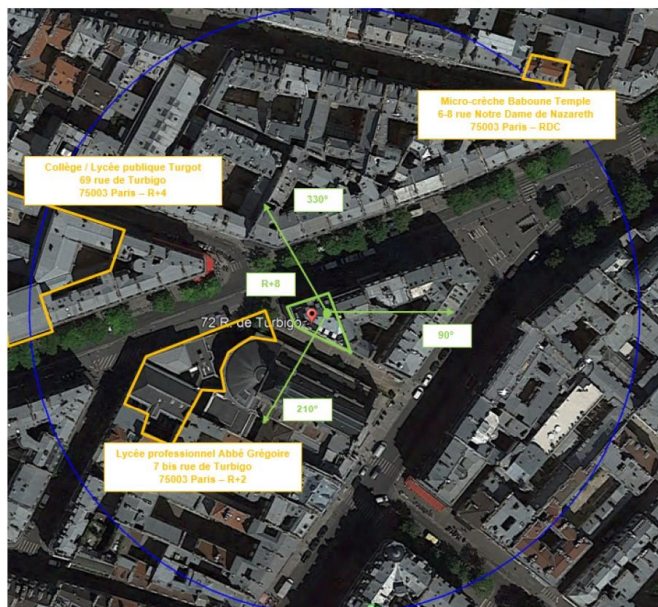 Micro-crèche Baboune Temple
6-8 rue Notre Dame de Nazareth
75003 Paris – RDC
Collège / Lycée publique Turgot
69 rue de Turbigo
75003 Paris – R+4
330°
R+8
72 R. de Turbigo
90°
210°
Lycée professionnel Abbé Grégoire
7 bis rue de Turbigo
75003 Paris – R+2
Google